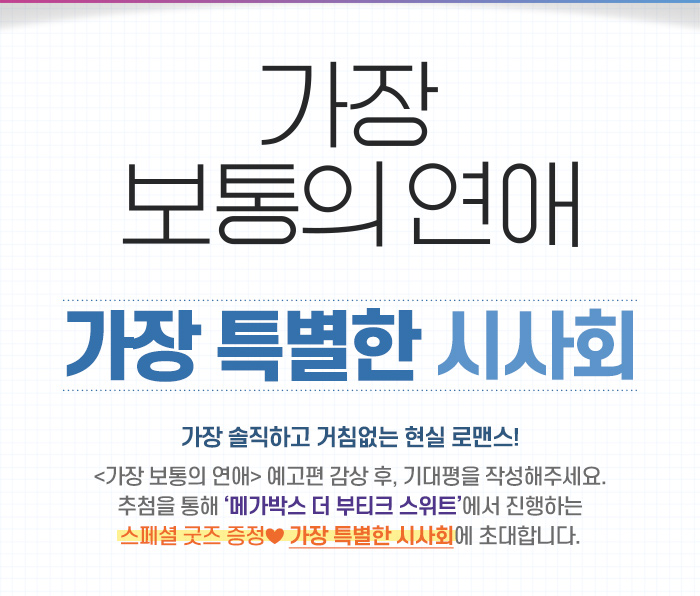 가장
보통의 연애
가장 특별한 시사회
가장 솔직하고 거침없는 현실 로맨스!
<가장 보통의 연애> 예고편 감상 후, 기대평을 작성해주세요.
추첨을 통해 ‘메가박스 더 부티크 스위트’에서 진행하는
스페셜 굿즈 증정♥ 가장 특별한 시사회에 초대합니다.